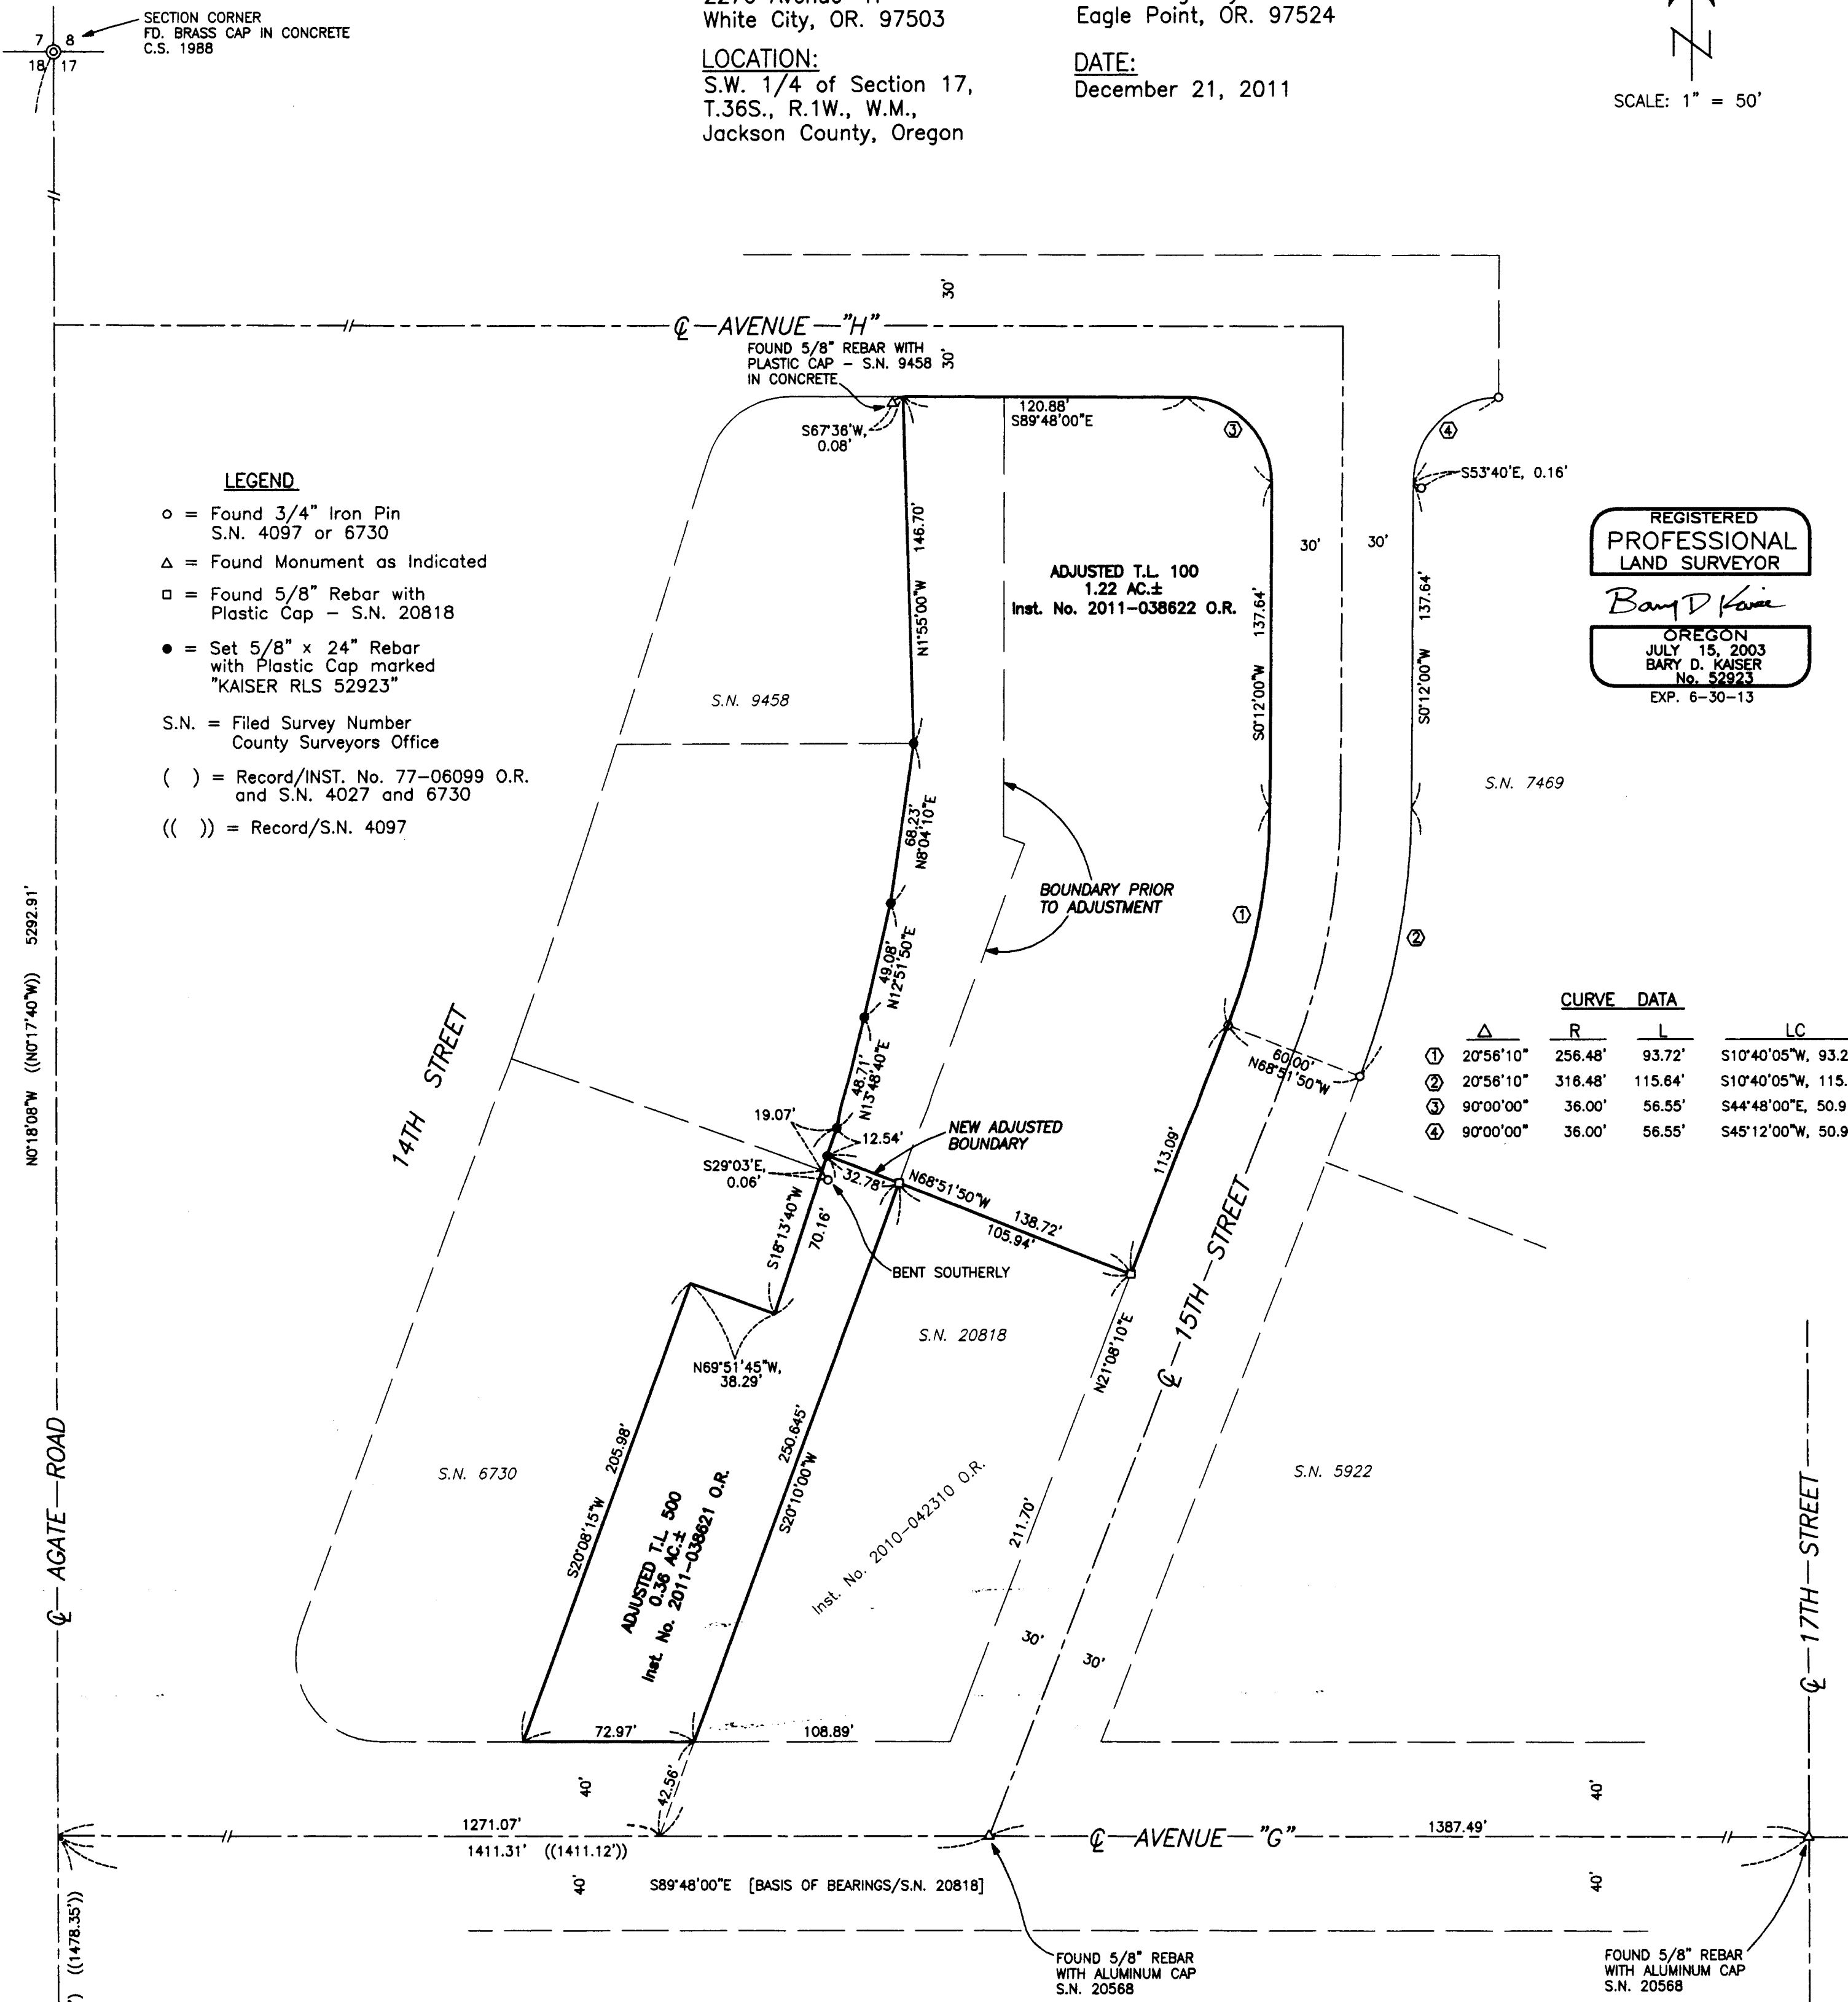 SECTION CORNER
FD. BRASS CAP IN CONCRETE
C.S. 1988
7 8
18 17
White City, OR. 97503
Eagle Point, OR. 97524
LOCATION:
S.W. 1/4 of Section 17,
T.36S., R.1W., W.M.,
Jackson County, Oregon
DATE:
December 21, 2011
N
SCALE: 1" = 50'
30'
℄ AVENUE "H"
30'
FOUND 5/8" REBAR WITH
PLASTIC CAP – S.N. 9458
IN CONCRETE
S67°36'W,
0.08'
120.88'
S89°48'00"E
3
4
S53°40'E, 0.16'
LEGEND
○ = Found 3/4" Iron Pin
S.N. 4097 or 6730
△ = Found Monument as Indicated
□ = Found 5/8" Rebar with
Plastic Cap – S.N. 20818
● = Set 5/8" x 24" Rebar
with Plastic Cap marked
"KAISER RLS 52923"
S.N. = Filed Survey Number
County Surveyors Office
( ) = Record/INST. No. 77-06099 O.R.
and S.N. 4027 and 6730
(( )) = Record/S.N. 4097
146.70'
N1°55'00"W
ADJUSTED T.L. 100
1.22 AC.±
Inst. No. 2011-038622 O.R.
30'
30'
137.64'
S0°12'00"W
137.64'
S0°12'00"W
REGISTERED
PROFESSIONAL
LAND SURVEYOR
Bary D Kaiser
OREGON
JULY 15, 2003
BARY D. KAISER
No. 52923
EXP. 6-30-13
S.N. 9458
S.N. 7469
68.23'
N8°04'10"E
BOUNDARY PRIOR
TO ADJUSTMENT
1
2
49.08'
N12°51'50"E
48.71'
N13°48'40"E
5292.91'
N0°18'08"W ((N0°17'40"W))
14TH STREET
60.00'
N68°51'50"W
CURVE DATA
△ R L LC
1 20°56'10" 256.48' 93.72' S10°40'05"W, 93.2
2 20°56'10" 316.48' 115.64' S10°40'05"W, 115.
3 90°00'00" 36.00' 56.55' S44°48'00"E, 50.9
4 90°00'00" 36.00' 56.55' S45°12'00"W, 50.9
19.07'
12.54'
NEW ADJUSTED
BOUNDARY
S29°03'E,
0.06'
32.78'
N68°51'50"W
138.72'
105.94'
113.09'
S18°13'40"W
70.16'
BENT SOUTHERLY
N69°51'45"W,
38.29'
S.N. 20818
N21°08'10"E
℄ 15TH STREET
205.98'
S20°08'15"W
250.645'
S20°10'00"W
S.N. 6730
S.N. 5922
ADJUSTED T.L. 500
0.36 AC.±
Inst. No. 2011-038621 O.R.
Inst. No. 2010-042310 O.R.
211.70'
℄ AGATE ROAD
℄ 17TH STREET
30'
30'
72.97'
108.89'
42.56'
40'
40'
1271.07'
℄ AVENUE "G"
1387.49'
1411.31' ((1411.12'))
40'
40'
S89°48'00"E [BASIS OF BEARINGS/S.N. 20818]
((1478.35'))
FOUND 5/8" REBAR
WITH ALUMINUM CAP
S.N. 20568
FOUND 5/8" REBAR
WITH ALUMINUM CAP
S.N. 20568